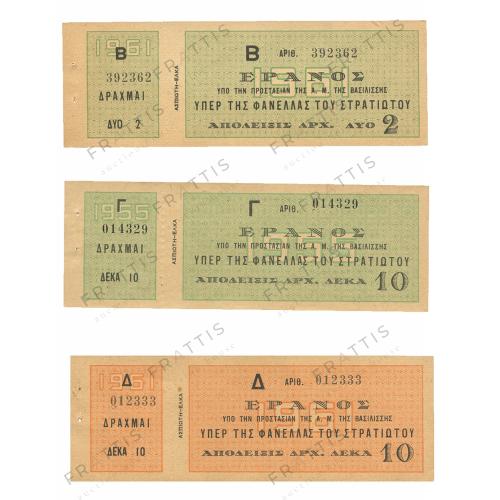 1961
Β
392362
ΔΡΑΧΜΑΙ
ΔΥΟ 2
ΑΣΠΙΩΤΗ-ΕΛΚΑ
Β ΑΡΙΘ. 392362
ΕΡΑΝΟΣ
ΥΠΟ ΤΗΝ ΠΡΟΣΤΑΣΙΑΝ ΤΗΣ Α. Μ. ΤΗΣ ΒΑΣΙΛΙΣΣΗΣ
ΥΠΕΡ ΤΗΣ ΦΑΝΕΛΛΑΣ ΤΟΥ ΣΤΡΑΤΙΩΤΟΥ
ΑΠΟΔΕΙΞΙΣ ΔΡΧ. ΔΥΟ 2
1955
Γ
014329
ΔΡΑΧΜΑΙ
ΔΕΚΑ 10
ΑΣΠΙΩΤΗ-ΕΛΚΑ
Γ ΑΡΙΘ. 014329
ΕΡΑΝΟΣ
ΥΠΟ ΤΗΝ ΠΡΟΣΤΑΣΙΑΝ ΤΗΣ Α. Μ. ΤΗΣ ΒΑΣΙΛΙΣΣΗΣ
ΥΠΕΡ ΤΗΣ ΦΑΝΕΛΛΑΣ ΤΟΥ ΣΤΡΑΤΙΩΤΟΥ
ΑΠΟΔΕΙΞΙΣ ΔΡΧ. ΔΕΚΑ 10
1961
Δ
012333
ΔΡΑΧΜΑΙ
ΔΕΚΑ 10
ΑΣΠΙΩΤΗ-ΕΛΚΑ
Δ ΑΡΙΘ. 012333
ΕΡΑΝΟΣ
ΥΠΟ ΤΗΝ ΠΡΟΣΤΑΣΙΑΝ ΤΗΣ Α. Μ. ΤΗΣ ΒΑΣΙΛΙΣΣΗΣ
ΥΠΕΡ ΤΗΣ ΦΑΝΕΛΛΑΣ ΤΟΥ ΣΤΡΑΤΙΩΤΟΥ
ΑΠΟΔΕΙΞΙΣ ΔΡΧ. ΔΕΚΑ 10
FRATTIS
auction house